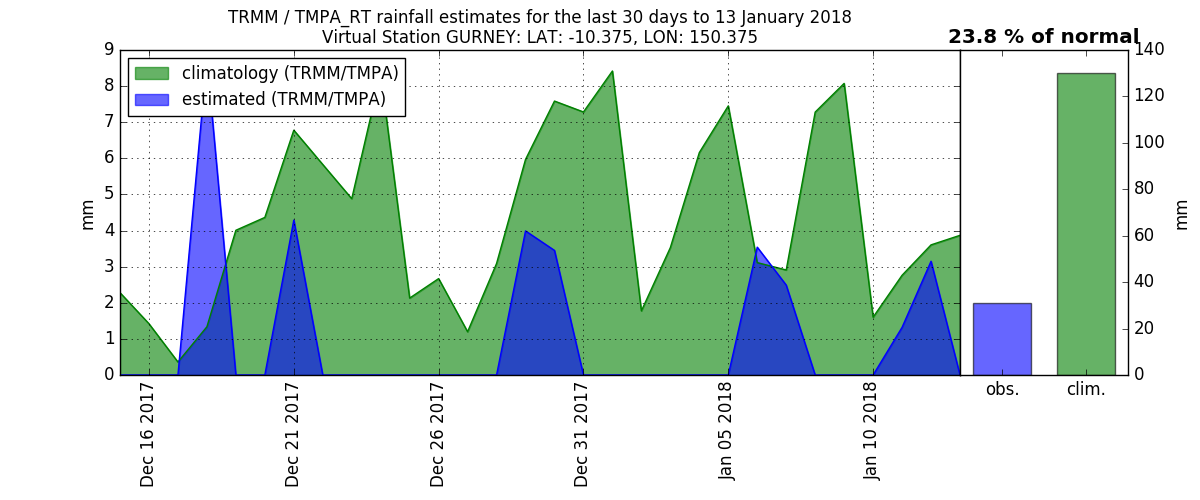 TRMM / TMPA_RT rainfall estimates for the last 30 days to 13 January 2018
Virtual Station GURNEY: LAT: -10.375, LON: 150.375
23.8 % of normal
climatology (TRMM/TMPA)
estimated (TRMM/TMPA)
9
8
7
6
5
4
3
2
1
0
mm
Dec 16 2017
Dec 21 2017
Dec 26 2017
Dec 31 2017
Jan 05 2018
Jan 10 2018
obs.
clim.
140
120
100
80
60
40
20
0
mm